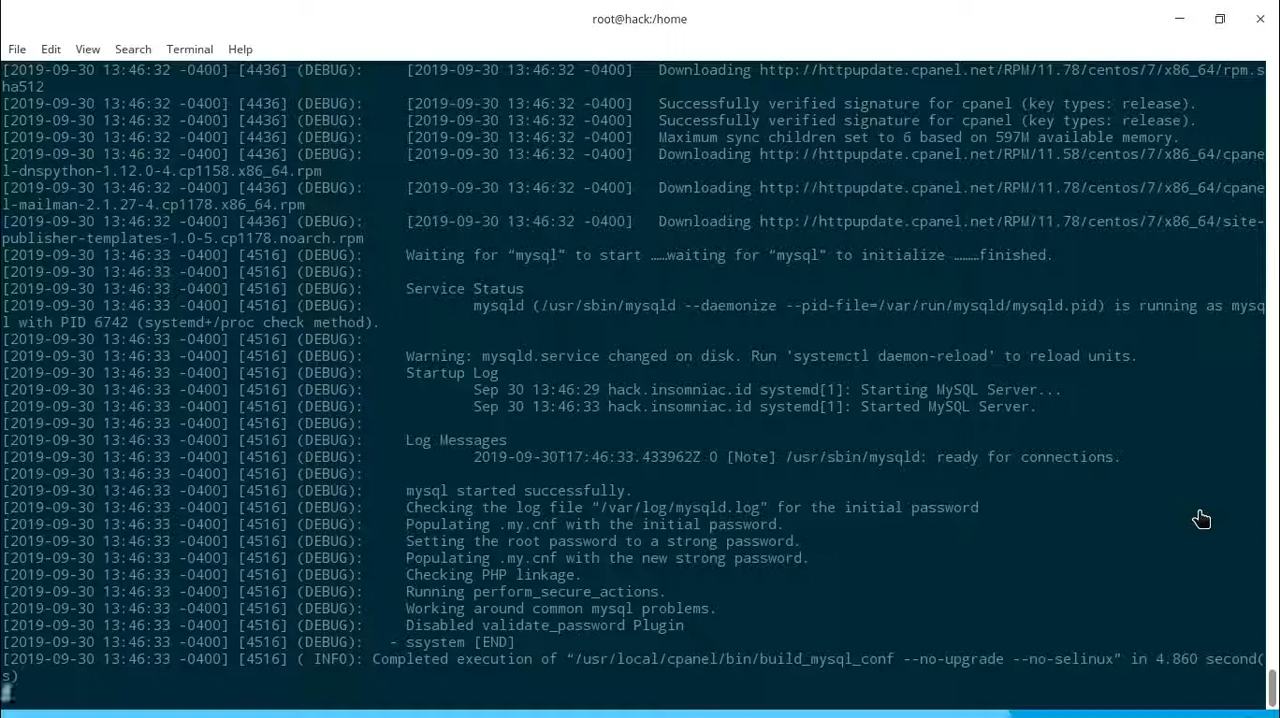 root@hack:/home
File Edit View Search Terminal Help
[2019-09-30 13:46:32 -0400] [4436] (DEBUG): [2019-09-30 13:46:32 -0400] Downloading http://httpupdate.cpanel.net/RPM/11.78/centos/7/x86_64/rpm.s
ha512
[2019-09-30 13:46:32 -0400] [4436] (DEBUG): [2019-09-30 13:46:32 -0400] Successfully verified signature for cpanel (key types: release).
[2019-09-30 13:46:32 -0400] [4436] (DEBUG): [2019-09-30 13:46:32 -0400] Successfully verified signature for cpanel (key types: release).
[2019-09-30 13:46:32 -0400] [4436] (DEBUG): [2019-09-30 13:46:32 -0400] Maximum sync children set to 6 based on 597M available memory.
[2019-09-30 13:46:32 -0400] [4436] (DEBUG): [2019-09-30 13:46:32 -0400] Downloading http://httpupdate.cpanel.net/RPM/11.58/centos/7/x86_64/cpane
l-dnspython-1.12.0-4.cp1158.x86_64.rpm
[2019-09-30 13:46:32 -0400] [4436] (DEBUG): [2019-09-30 13:46:32 -0400] Downloading http://httpupdate.cpanel.net/RPM/11.78/centos/7/x86_64/cpane
l-mailman-2.1.27-4.cp1178.x86_64.rpm
[2019-09-30 13:46:32 -0400] [4436] (DEBUG): [2019-09-30 13:46:32 -0400] Downloading http://httpupdate.cpanel.net/RPM/11.78/centos/7/x86_64/site-
publisher-templates-1.0-5.cp1178.noarch.rpm
[2019-09-30 13:46:33 -0400] [4516] (DEBUG): Waiting for “mysql” to start ……waiting for “mysql” to initialize ………finished.
[2019-09-30 13:46:33 -0400] [4516] (DEBUG):
[2019-09-30 13:46:33 -0400] [4516] (DEBUG): Service Status
[2019-09-30 13:46:33 -0400] [4516] (DEBUG): mysqld (/usr/sbin/mysqld --daemonize --pid-file=/var/run/mysqld/mysqld.pid) is running as mysq
l with PID 6742 (systemd+/proc check method).
[2019-09-30 13:46:33 -0400] [4516] (DEBUG):
[2019-09-30 13:46:33 -0400] [4516] (DEBUG): Warning: mysqld.service changed on disk. Run 'systemctl daemon-reload' to reload units.
[2019-09-30 13:46:33 -0400] [4516] (DEBUG): Startup Log
[2019-09-30 13:46:33 -0400] [4516] (DEBUG): Sep 30 13:46:29 hack.insomniac.id systemd[1]: Starting MySQL Server...
[2019-09-30 13:46:33 -0400] [4516] (DEBUG): Sep 30 13:46:33 hack.insomniac.id systemd[1]: Started MySQL Server.
[2019-09-30 13:46:33 -0400] [4516] (DEBUG):
[2019-09-30 13:46:33 -0400] [4516] (DEBUG): Log Messages
[2019-09-30 13:46:33 -0400] [4516] (DEBUG): 2019-09-30T17:46:33.433962Z 0 [Note] /usr/sbin/mysqld: ready for connections.
[2019-09-30 13:46:33 -0400] [4516] (DEBUG):
[2019-09-30 13:46:33 -0400] [4516] (DEBUG): mysql started successfully.
[2019-09-30 13:46:33 -0400] [4516] (DEBUG): Checking the log file “/var/log/mysqld.log” for the initial password
[2019-09-30 13:46:33 -0400] [4516] (DEBUG): Populating .my.cnf with the initial password.
[2019-09-30 13:46:33 -0400] [4516] (DEBUG): Setting the root password to a strong password.
[2019-09-30 13:46:33 -0400] [4516] (DEBUG): Populating .my.cnf with the new strong password.
[2019-09-30 13:46:33 -0400] [4516] (DEBUG): Checking PHP linkage.
[2019-09-30 13:46:33 -0400] [4516] (DEBUG): Running perform_secure_actions.
[2019-09-30 13:46:33 -0400] [4516] (DEBUG): Working around common mysql problems.
[2019-09-30 13:46:33 -0400] [4516] (DEBUG): Disabled validate_password Plugin
[2019-09-30 13:46:33 -0400] [4516] (DEBUG): - ssystem [END]
[2019-09-30 13:46:33 -0400] [4516] ( INFO): Completed execution of “/usr/local/cpanel/bin/build_mysql_conf --no-upgrade --no-selinux” in 4.860 second(
s)